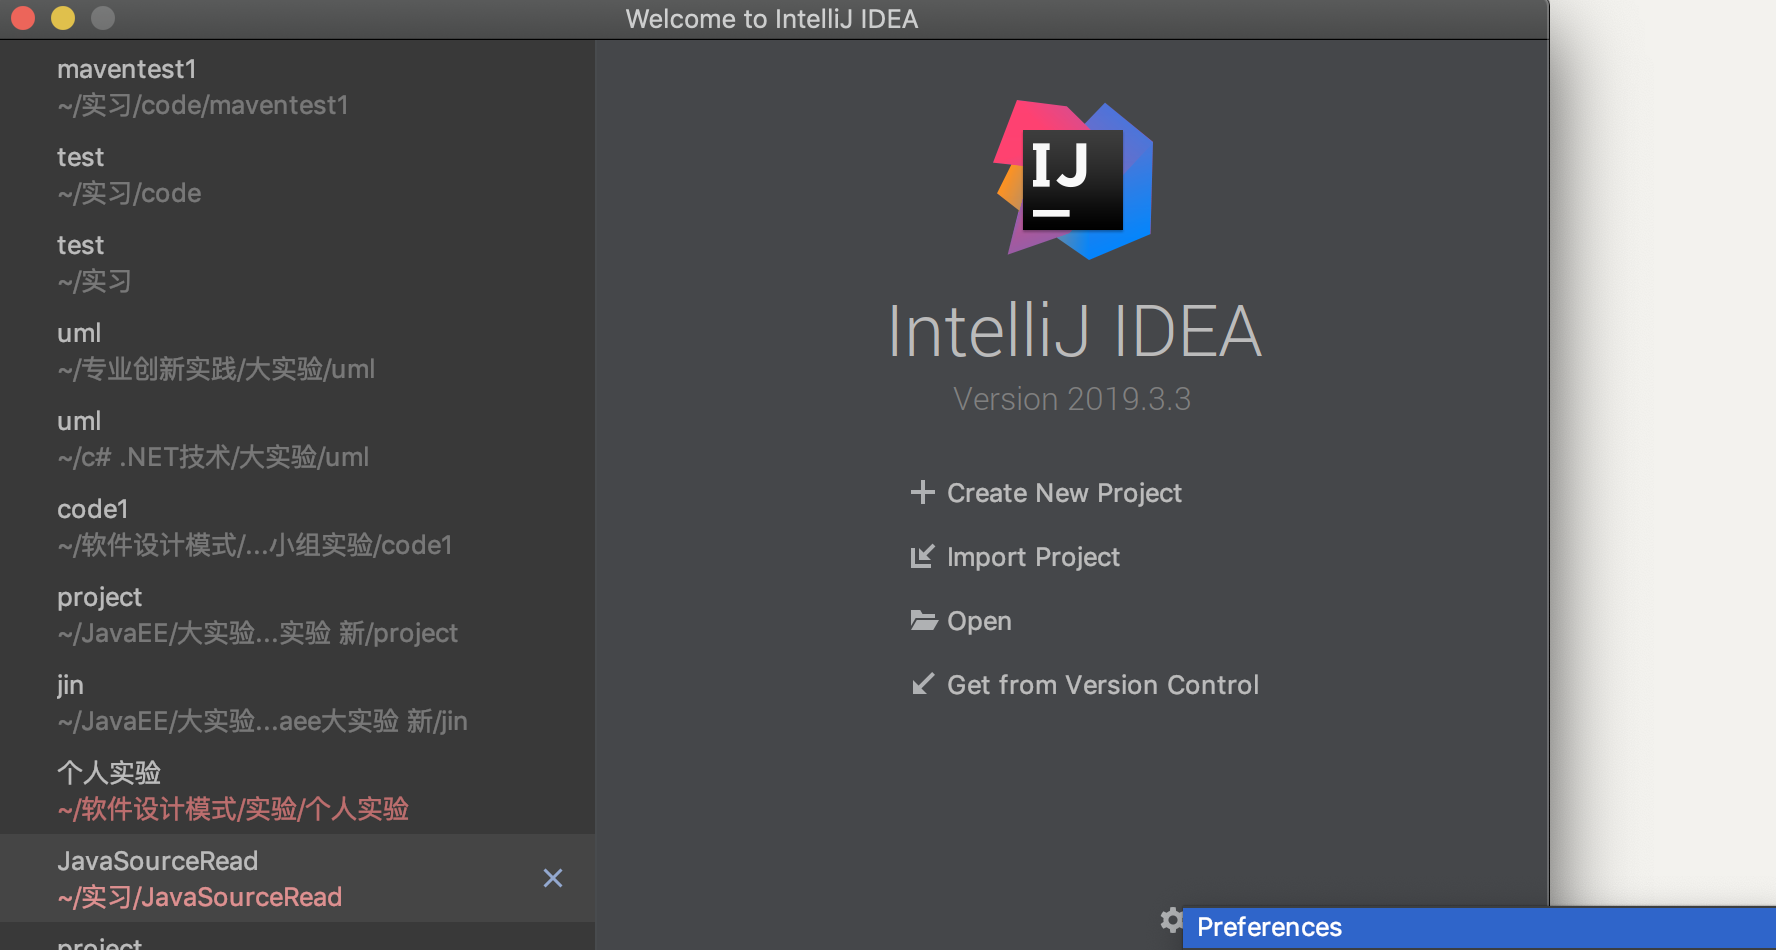 Welcome to IntelliJ IDEA
maventest1
~/实习/code/maventest1
test
~/实习/code
test
~/实习
uml
~/专业创新实践/大实验/uml
uml
~/c# .NET技术/大实验/uml
code1
~/软件设计模式/...小组实验/code1
project
~/JavaEE/大实验...实验 新/project
jin
~/JavaEE/大实验...aee大实验 新/jin
个人实验
~/软件设计模式/实验/个人实验
JavaSourceRead
~/实习/JavaSourceRead
project
IJ
IntelliJ IDEA
Version 2019.3.3
Create New Project
Import Project
Open
Get from Version Control
Preferences